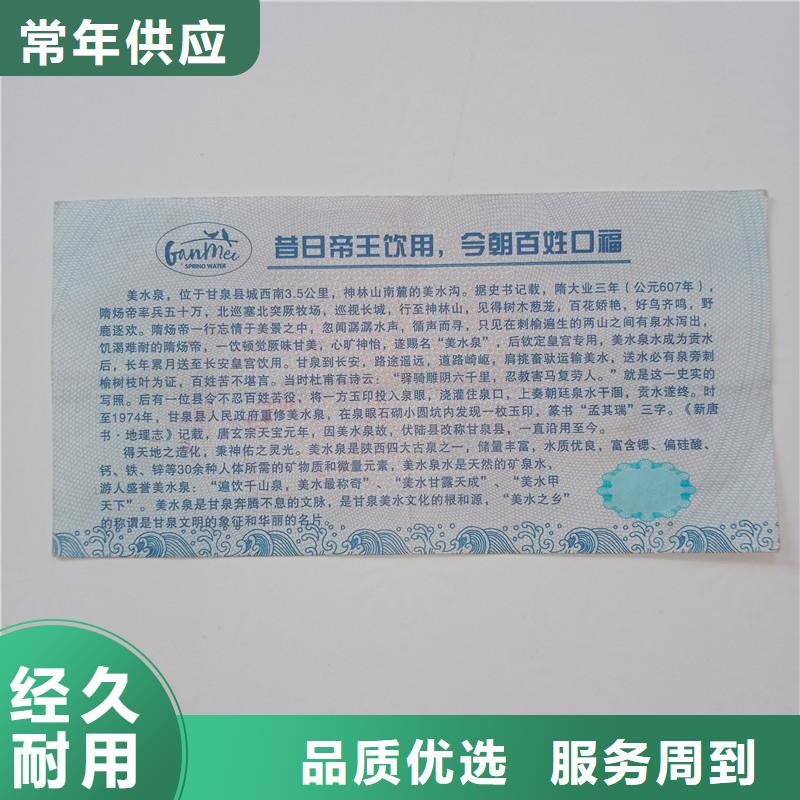 常年供应
GanMei
SPRING WATER
昔日帝王饮用，今朝百姓口福
美水泉，位于甘泉县城西南3.5公里，神林山南麓的美水沟。据史书记载，隋大业三年（公元607年），
隋炀帝率兵五十万，北巡塞北突厥牧场，巡视长城，行至神林山，见得树木葱茏，百花娇艳，好鸟齐鸣，野
鹿逐欢。隋炀帝一行忘情于美景之中，忽闻潺潺水声，循声而寻，只见在刺榆遍生的两山之间有泉水泻出，
饥渴难耐的隋炀帝，一饮顿觉厥味甘美，心旷神怡，遂赐名“美水泉”，后钦定皇宫专用，美水泉水成为贡水
后，长年累月送至长安皇宫饮用。甘泉到长安，路途遥远，道路崎岖，肩挑畜驮运输美水，送水必有泉旁刺
榆树枝叶为证，百姓苦不堪言。当时杜甫有诗云：“驿骑雕阴六千里，忍教害马复劳人。”就是这一史实的
写照。后有一位县令不忍百姓苦役，将一方玉印投入泉眼，浇灌住泉口，上奏朝廷泉水干涸，贡水遂终。时
至1974年，甘泉县人民政府重修美水泉，在泉眼石砌小圆坑内发现一枚玉印，篆书“孟其瑞”三字。《新唐
书·地理志》记载，唐玄宗天宝元年，因美水泉故，伏陆县改称甘泉县，一直沿用至今。
得天地之造化，秉神佑之灵光。美水泉是陕西四大古泉之一，储量丰富，水质优良，富含锶、偏硅酸、
钙、铁、锌等30余种人体所需的矿物质和微量元素，美水泉水是天然的矿泉水，
游人盛誉美水泉：“遍饮千山泉，美水最称奇”、“美水甘露天成”、“美水甲
天下”。美水泉是甘泉奔腾不息的文脉，是甘泉美水文化的根和源，“美水之乡”
的称谓是甘泉文明的象征和华丽的名片。
经久
耐用
品质优选 服务周到